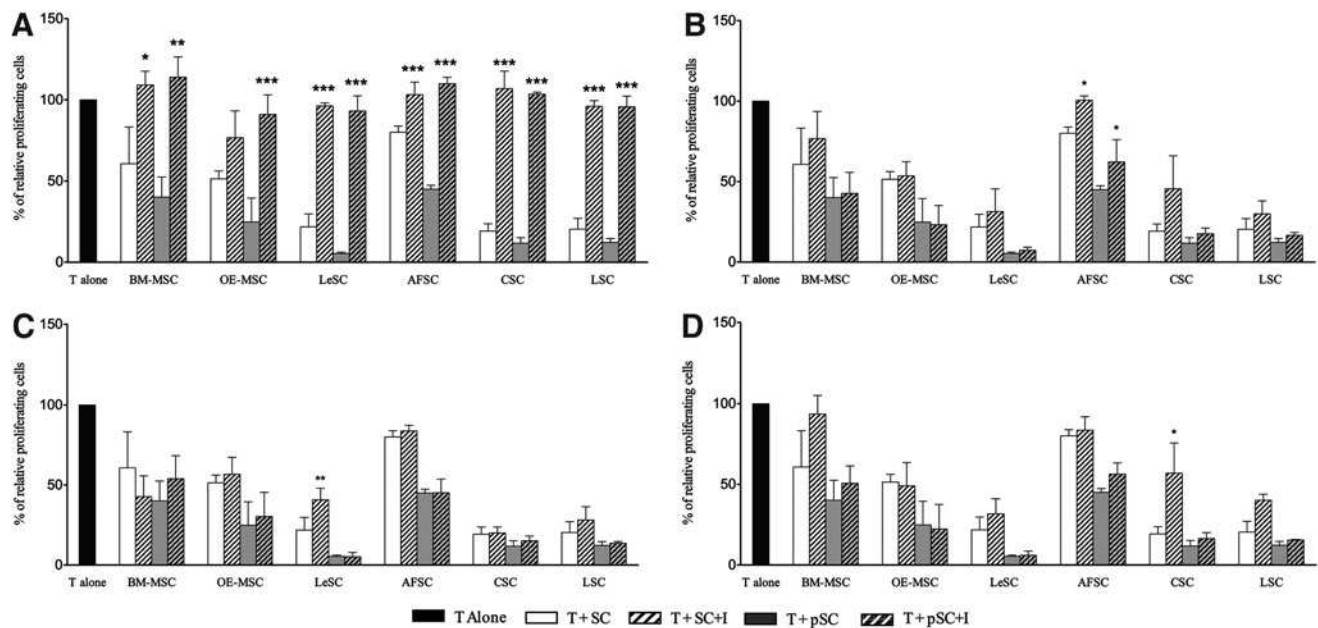 A
150
100
50
0
% of relative proliferating cells
* ** *** *** *** *** *** *** *** *** ***
T alone BM-MSC OE-MSC LeSC AFSC CSC LSC
B
150
100
50
0
% of relative proliferating cells
* *
T alone BM-MSC OE-MSC LeSC AFSC CSC LSC
C
150
100
50
0
% of relative proliferating cells
**
T alone BM-MSC OE-MSC LeSC AFSC CSC LSC
D
150
100
50
0
% of relative proliferating cells
*
T alone BM-MSC OE-MSC LeSC AFSC CSC LSC
T Alone T+SC T+SC+I T+pSC T+pSC+I